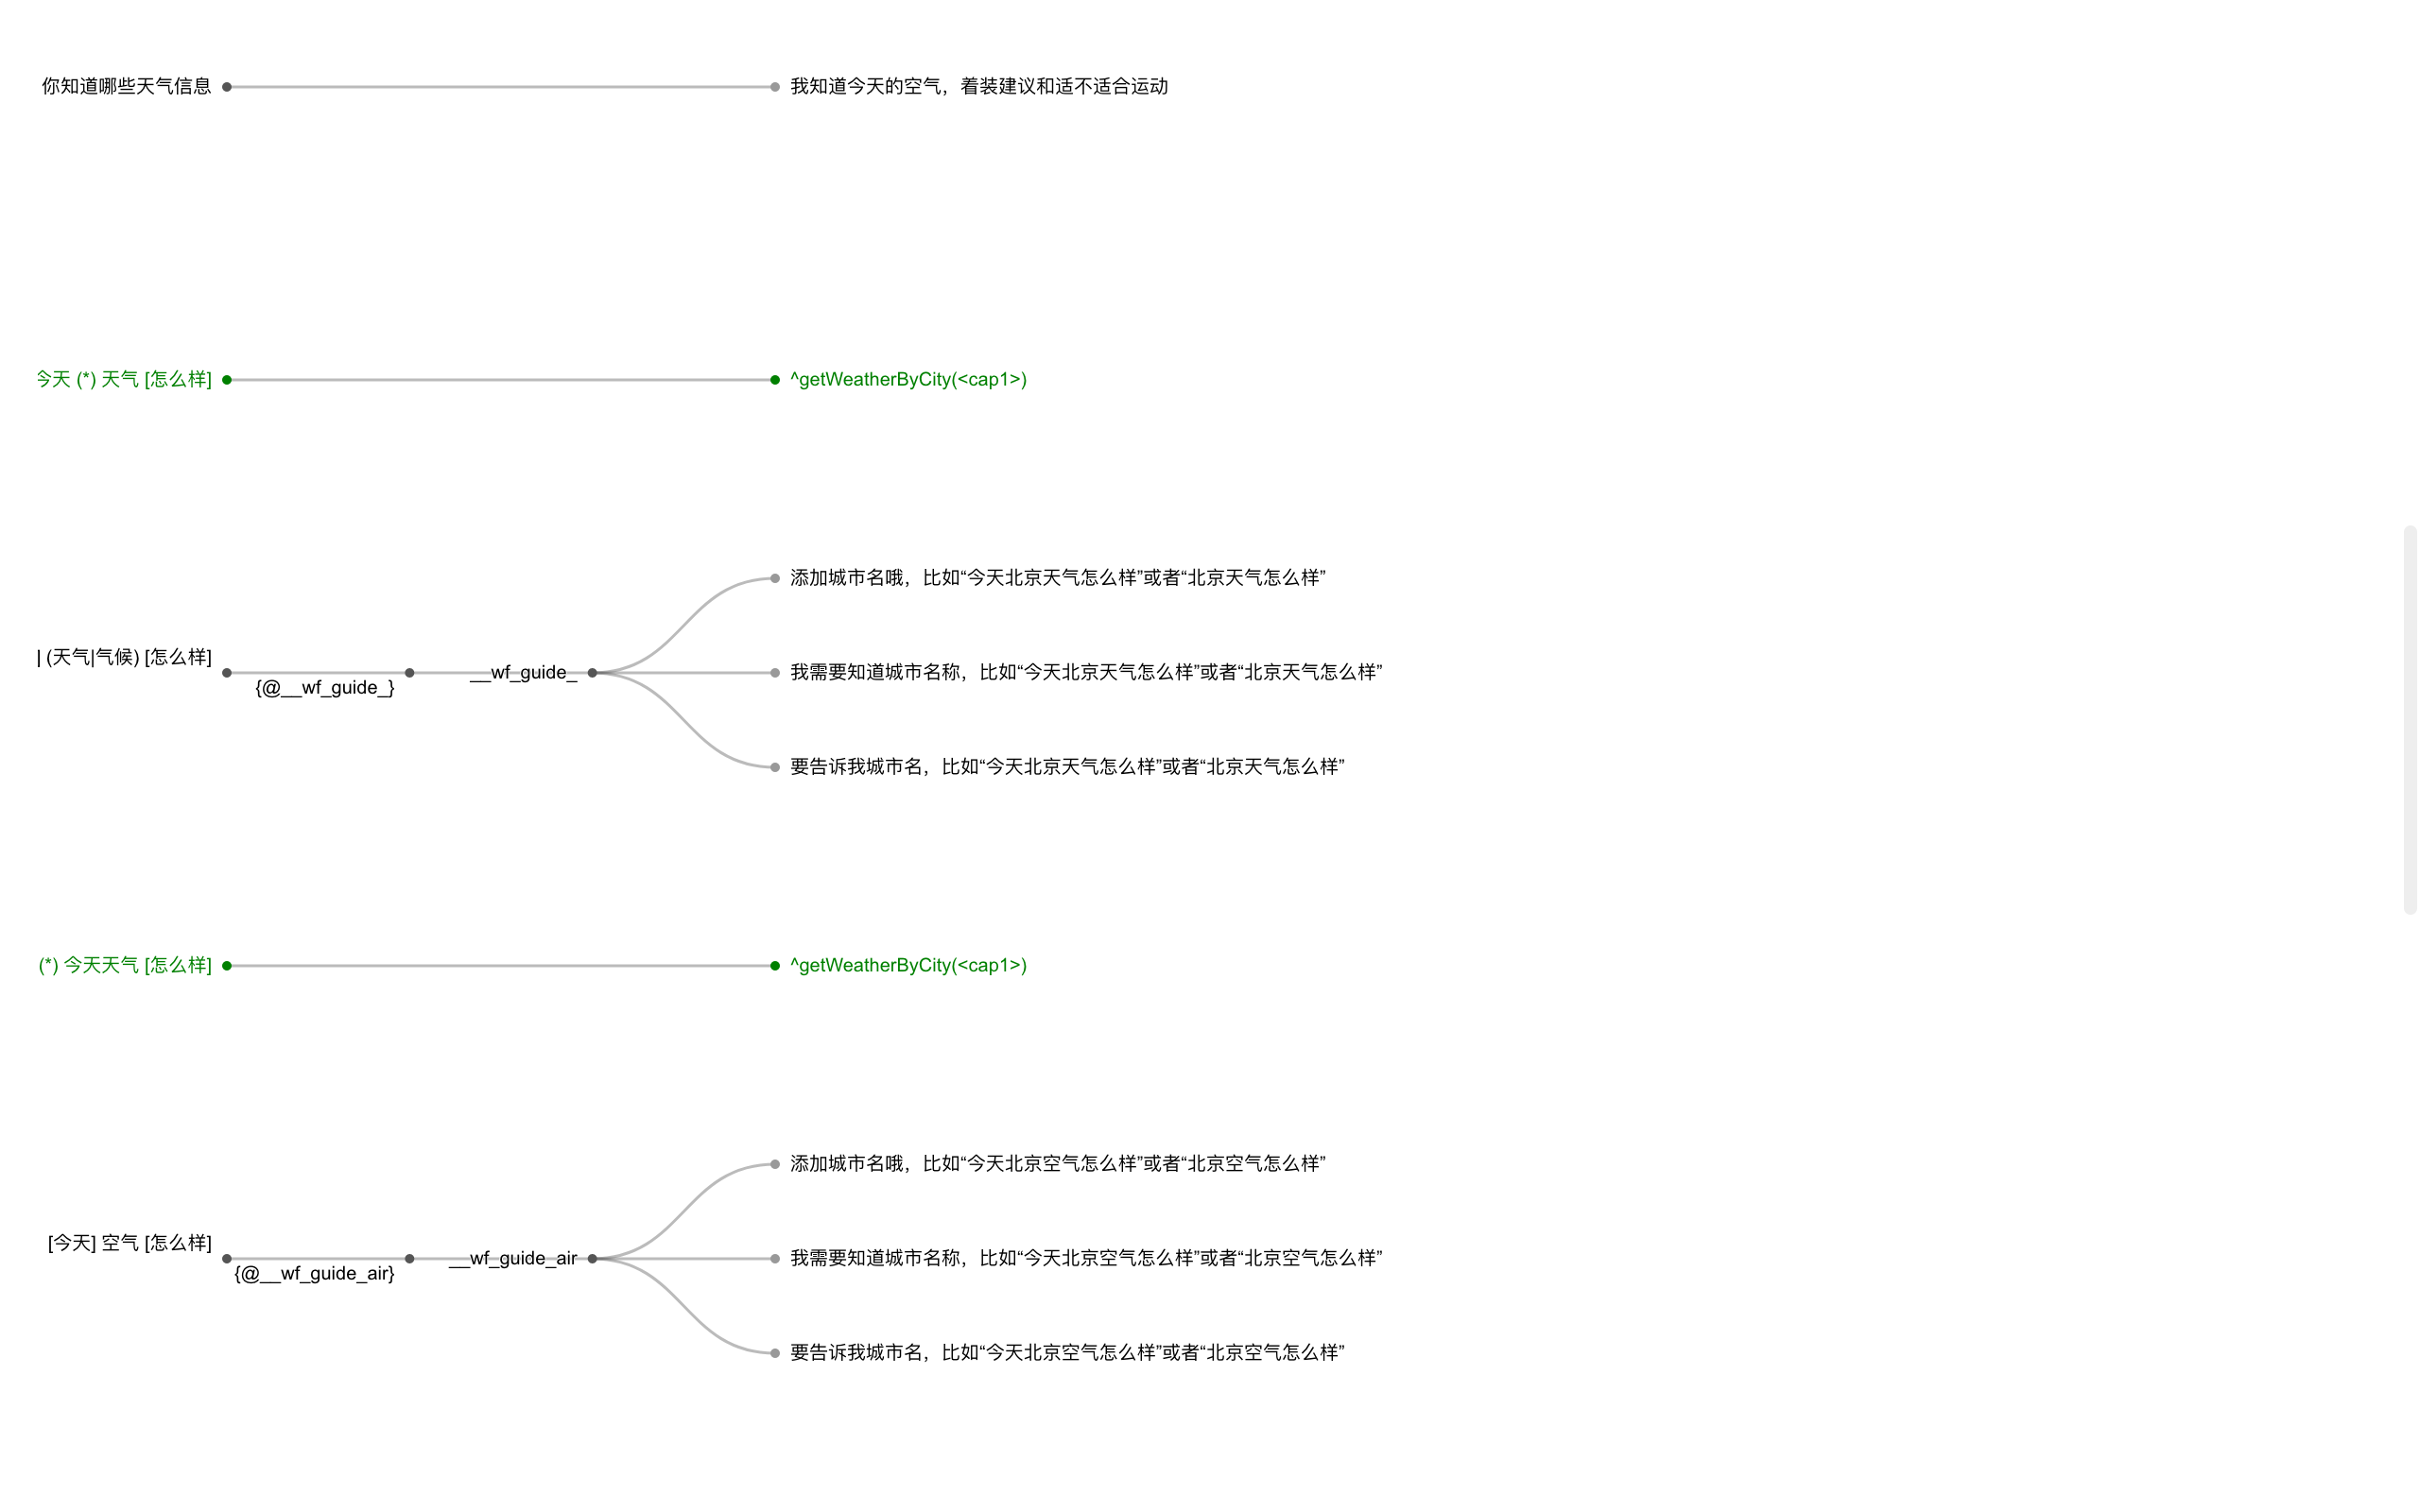 你知道哪些天气信息
我知道今天的空气，着装建议和适不适合运动
今天 (*) 天气 [怎么样]
^getWeatherByCity(<cap1>)
添加城市名哦，比如“今天北京天气怎么样”或者“北京天气怎么样”
| (天气|气候) [怎么样]
{@__wf_guide_}
__wf_guide_
我需要知道城市名称，比如“今天北京天气怎么样”或者“北京天气怎么样”
要告诉我城市名，比如“今天北京天气怎么样”或者“北京天气怎么样”
(*) 今天天气 [怎么样]
^getWeatherByCity(<cap1>)
添加城市名哦，比如“今天北京空气怎么样”或者“北京空气怎么样”
[今天] 空气 [怎么样]
{@__wf_guide_air}
__wf_guide_air
我需要知道城市名称，比如“今天北京空气怎么样”或者“北京空气怎么样”
要告诉我城市名，比如“今天北京空气怎么样”或者“北京空气怎么样”